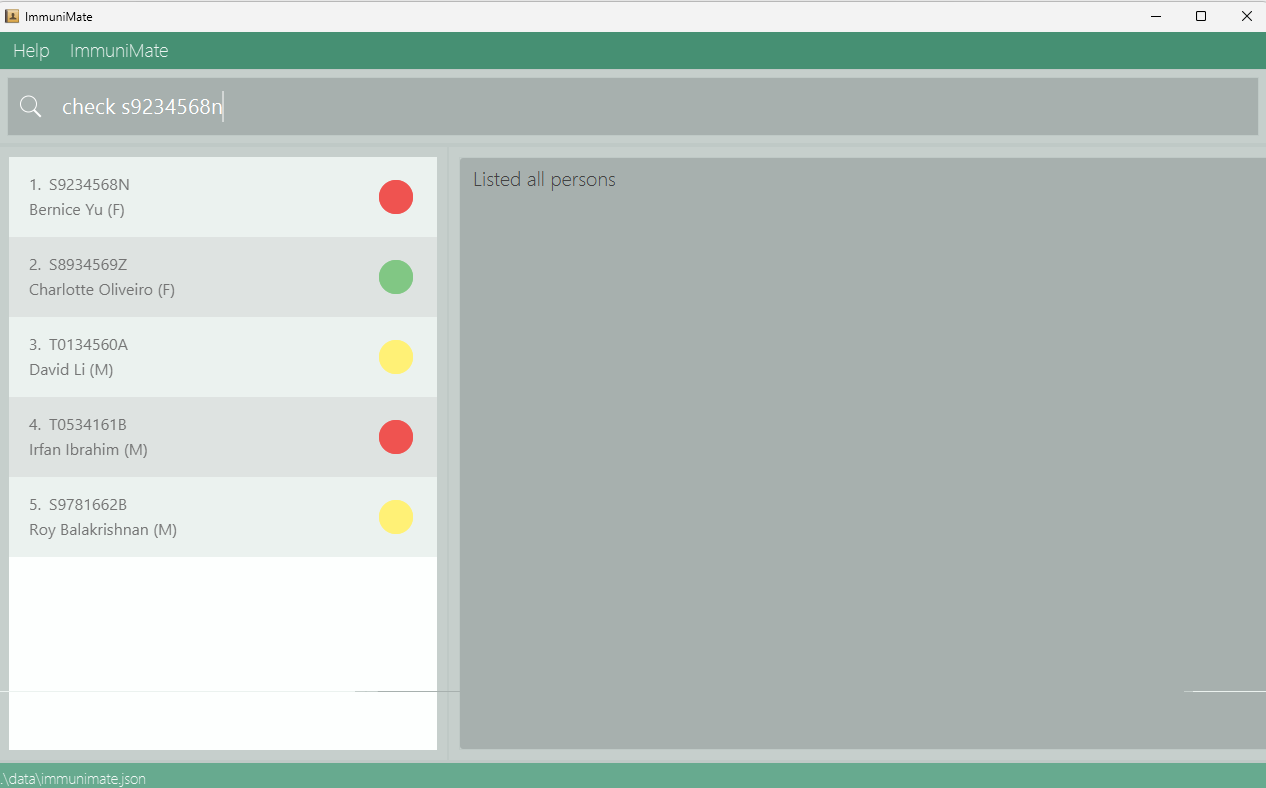 ImmuniMate
Help ImmuniMate
check s9234568n
1. S9234568N
Bernice Yu (F)
2. S8934569Z
Charlotte Oliveiro (F)
3. T0134560A
David Li (M)
4. T0534161B
Irfan Ibrahim (M)
5. S9781662B
Roy Balakrishnan (M)
Listed all persons
.\data\immunimate.json